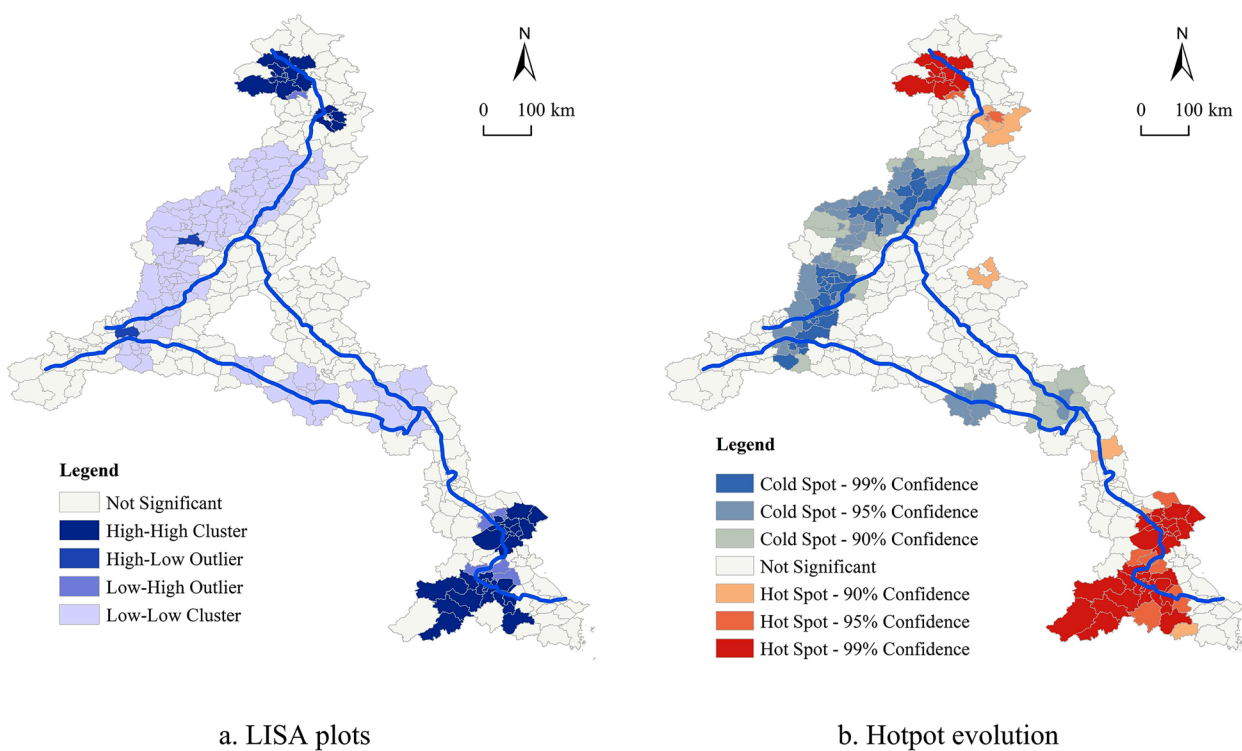 N
0 100 km
Legend
Not Significant
High-High Cluster
High-Low Outlier
Low-High Outlier
Low-Low Cluster
a. LISA plots
N
0 100 km
Legend
Cold Spot - 99% Confidence
Cold Spot - 95% Confidence
Cold Spot - 90% Confidence
Not Significant
Hot Spot - 90% Confidence
Hot Spot - 95% Confidence
Hot Spot - 99% Confidence
b. Hotpot evolution